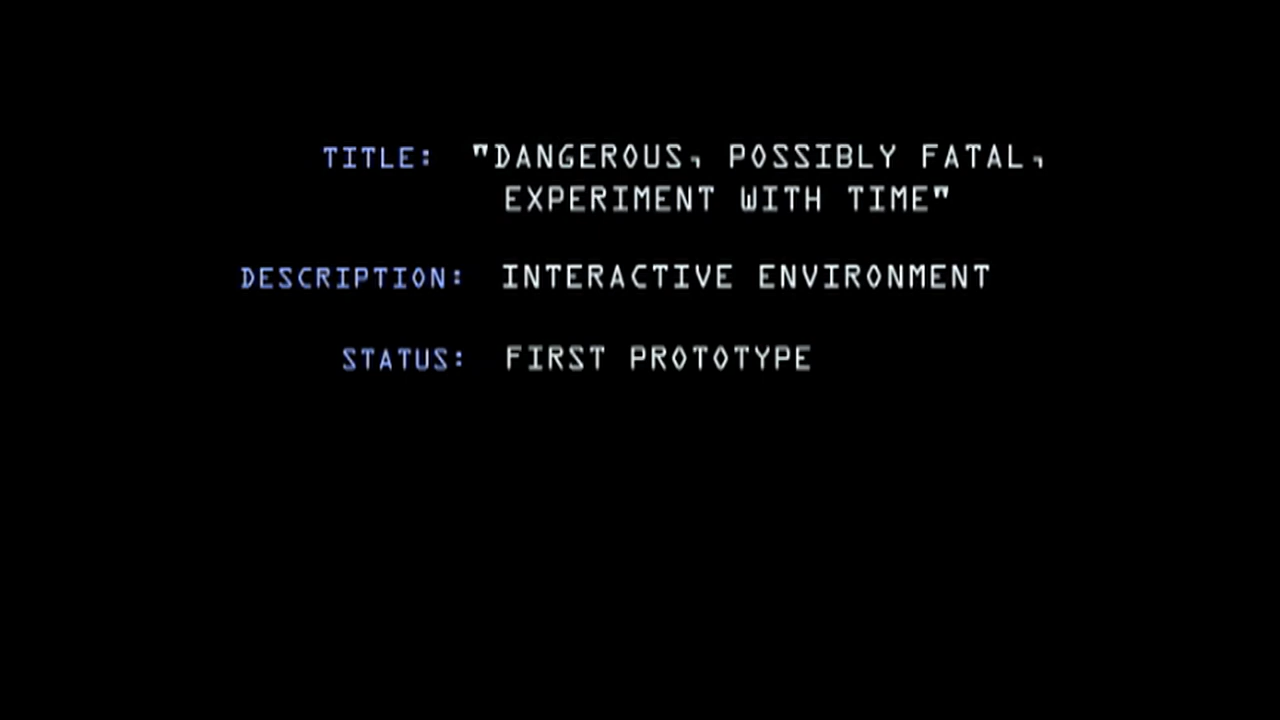 TITLE: "DANGEROUS, POSSIBLY FATAL,
EXPERIMENT WITH TIME"
DESCRIPTION: INTERACTIVE ENVIRONMENT
STATUS: FIRST PROTOTYPE